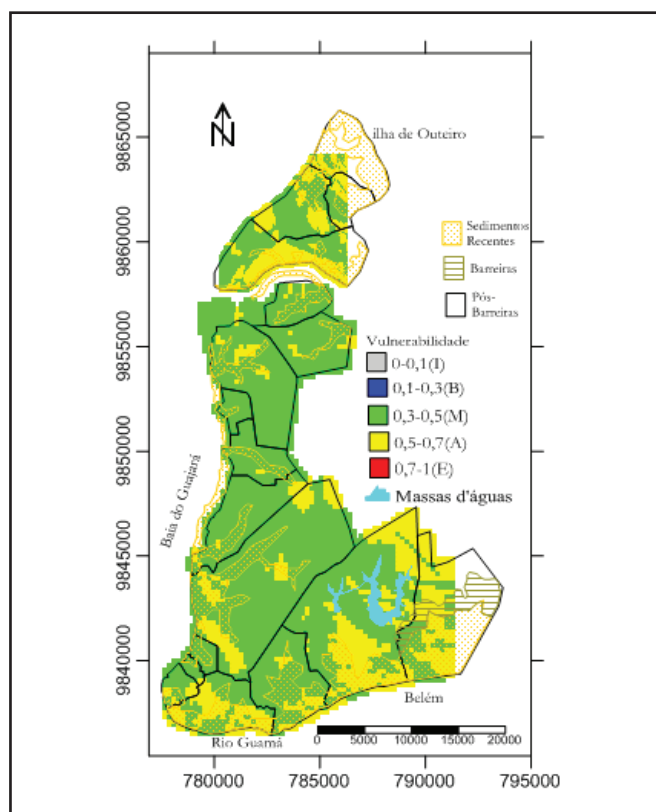 N
ilha de Outeiro
Sedimentos
Recentes
Barreiras
Pós-
Barreiras
Vulnerabilidade
0-0,1(I)
0,1-0,3(B)
0,3-0,5(M)
0,5-0,7(A)
0,7-1(E)
Massas d'águas
Baia do Guajará
Belém
Rio Guamá
0 5000 10000 15000 20000
9865000
9860000
9855000
9850000
9845000
9840000
780000 785000 790000 795000